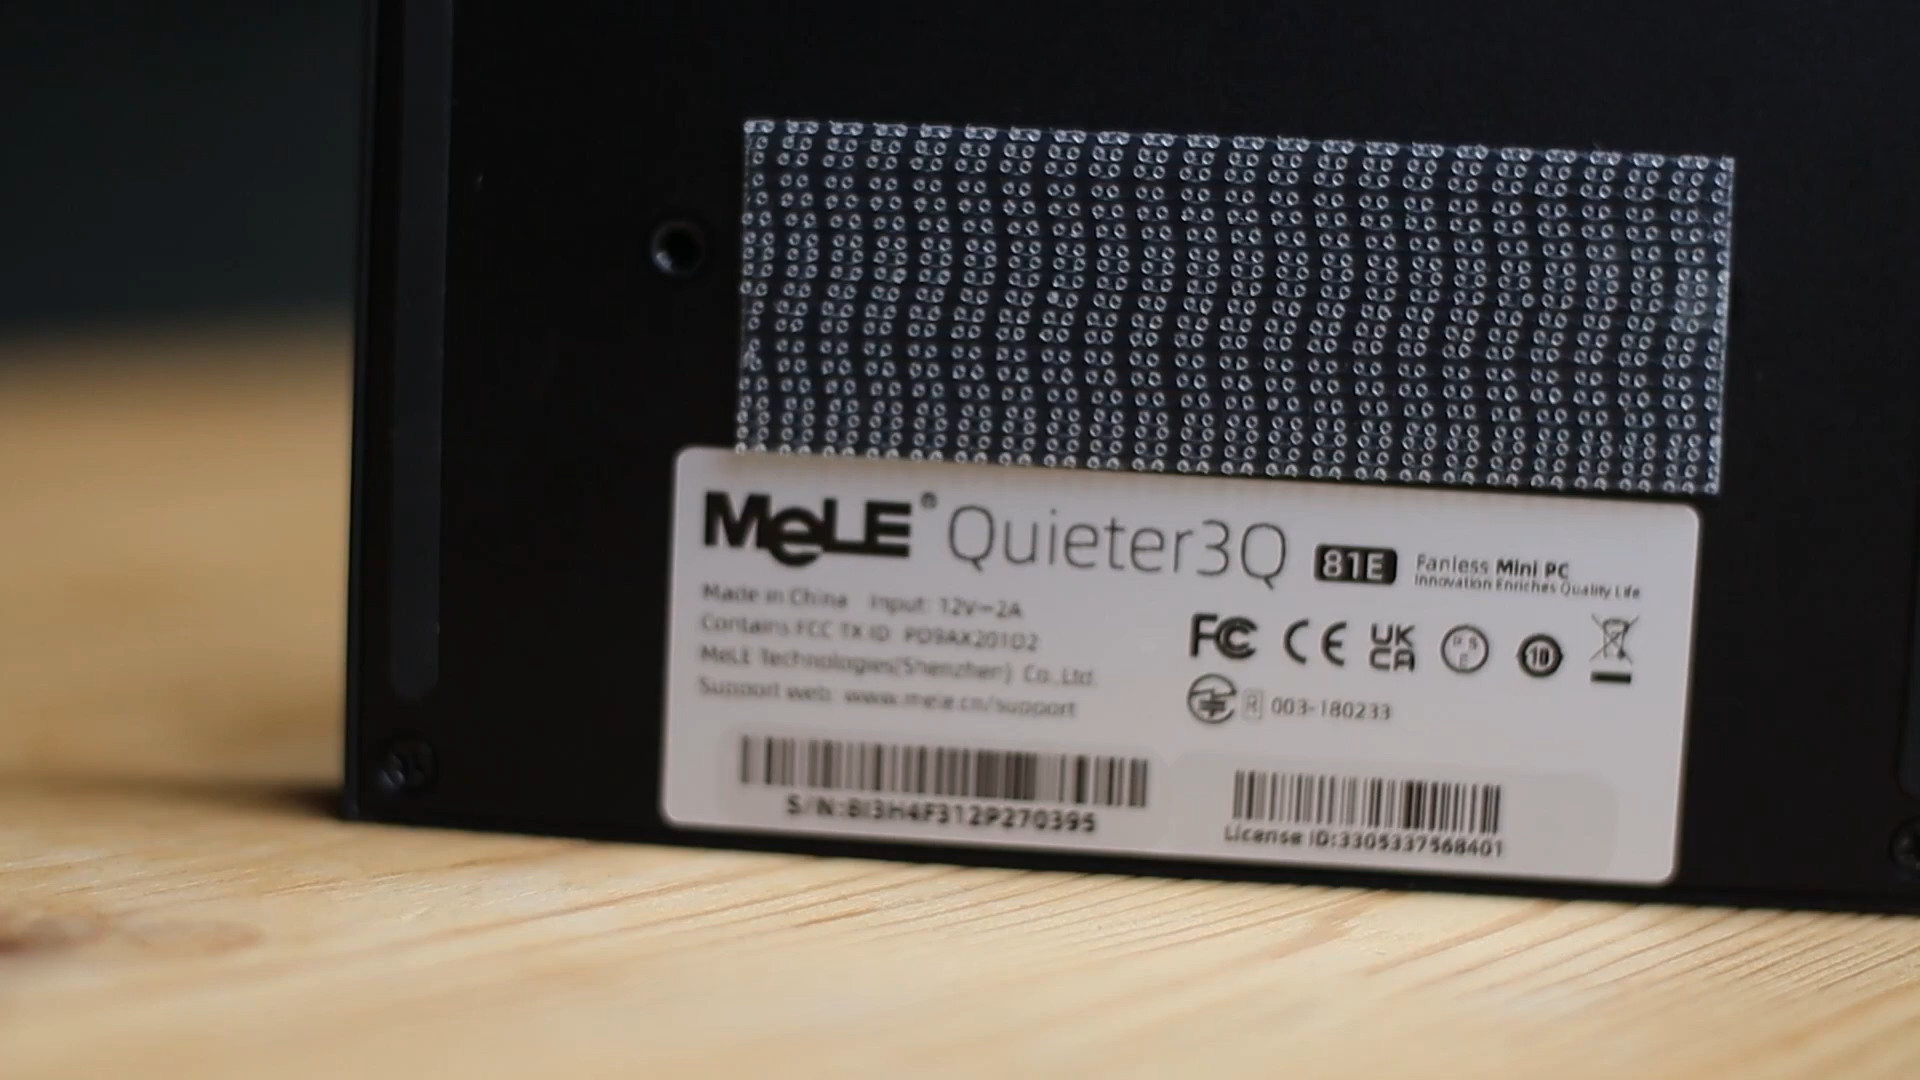 MeLE® Quieter3Q 81E Fanless Mini PC
Innovation Enriches Quality Life
Made in China Input: 12V⎓2A
Contains FCC TX ID PD9AX201D2
MeLE Technologies(Shenzhen) Co.,Ltd.
Support web: www.mele.cn/support
FC CE UK CA PSE 10
R 003-180233
S/N:BI3H4F312P270395
License ID:3305337568401